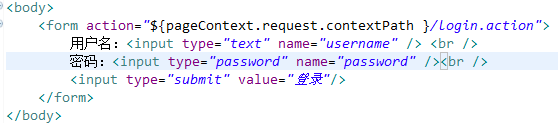 <body>
<form action="${pageContext.request.contextPath }/login.action">
用户名：<input type="text" name="username" /> <br />
密码：<input type="password" name="password" /><br />
<input type="submit" value="登录"/>
</form>
</body>